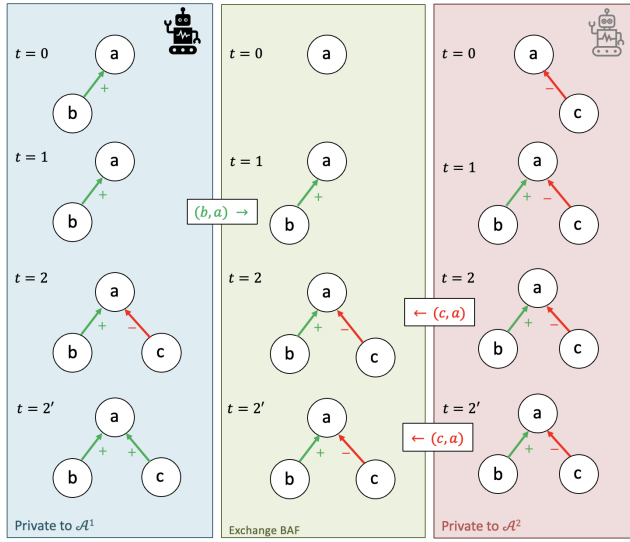 t = 0
a
+
b
t = 1
a
+
b
t = 2
a
+
−
b
c
t = 2′
a
+
+
b
c
Private to 𝒜¹
t = 0
a
t = 1
a
+
(b, a) →
b
t = 2
a
+
−
b
c
t = 2′
a
+
−
b
c
Exchange BAF
t = 0
a
−
c
t = 1
a
+
−
b
c
t = 2
a
← (c, a)
+
−
b
c
t = 2′
a
← (c, a)
+
−
b
c
Private to 𝒜²